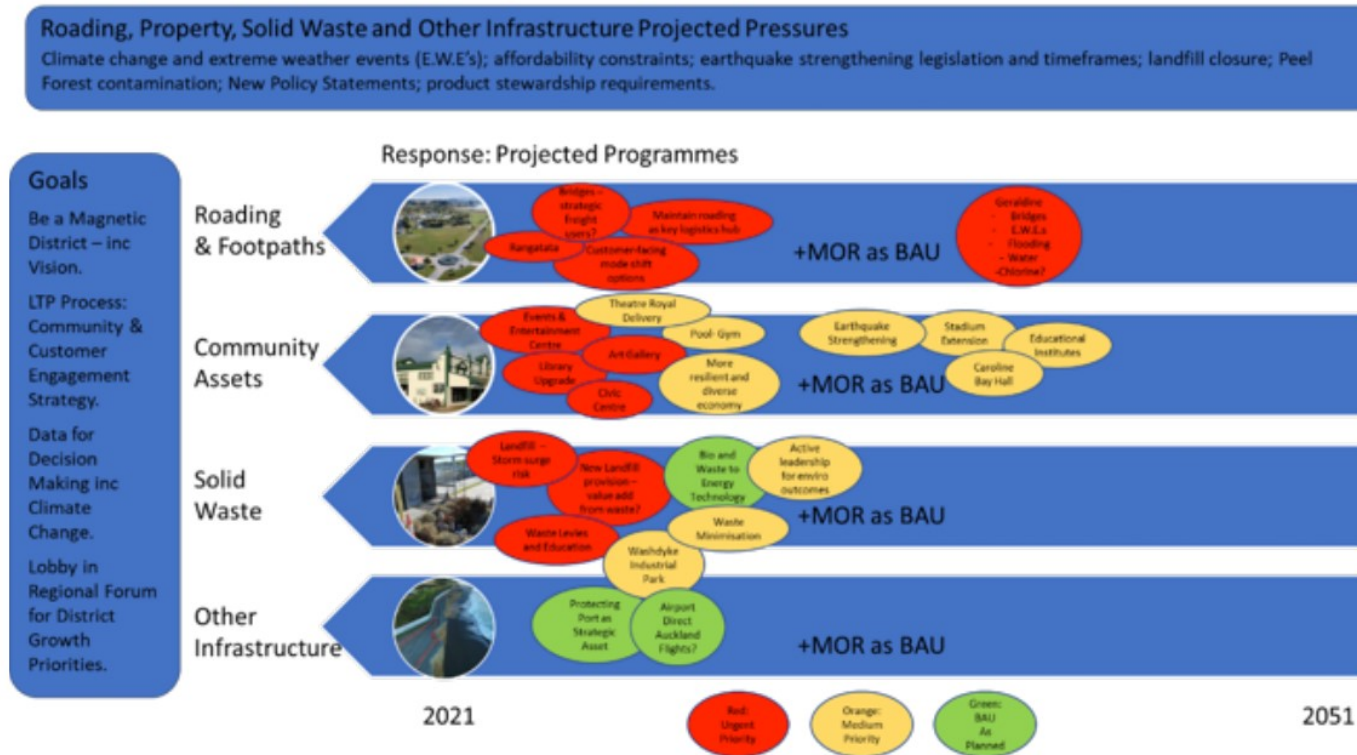 Roading, Property, Solid Waste and Other Infrastructure Projected Pressures
Climate change and extreme weather events (E.W.E's); affordability constraints; earthquake strengthening legislation and timeframes; landfill closure; Peel
Forest contamination; New Policy Statements; product stewardship requirements.
Response: Projected Programmes
Goals
Be a Magnetic
District – inc
Vision.
LTP Process:
Community &
Customer
Engagement
Strategy.
Data for
Decision
Making inc
Climate
Change.
Lobby in
Regional Forum
for District
Growth
Priorities.
Roading
& Footpaths
Bridges –
strategic
freight
users?
Maintain roading
as key logistics hub
Rangatata
Customer-facing
mode shift
options
+MOR as BAU
Geraldine
- Bridges
- E.W.E.s
- Flooding
- Water
-Chlorine?
Community
Assets
Events &
Entertainment
Centre
Theatre Royal
Delivery
Pool- Gym
Art Gallery
Library
Upgrade
Civic
Centre
More
resilient and
diverse
economy
+MOR as BAU
Earthquake
Strengthening
Stadium
Extension
Educational
Institutes
Caroline
Bay Hall
Solid
Waste
Landfill –
Storm surge
risk
New Landfill
provision –
value add
from waste?
Bio and
Waste to
Energy
Technology
Active
leadership
for enviro
outcomes
Waste Levies
and Education
Waste
Minimisation
+MOR as BAU
Washdyke
Industrial
Park
Other
Infrastructure
Protecting
Port as
Strategic
Asset
Airport
Direct
Auckland
Flights?
+MOR as BAU
2021
Red:
Urgent
Priority
Orange:
Medium
Priority
Green:
BAU
As
Planned
2051